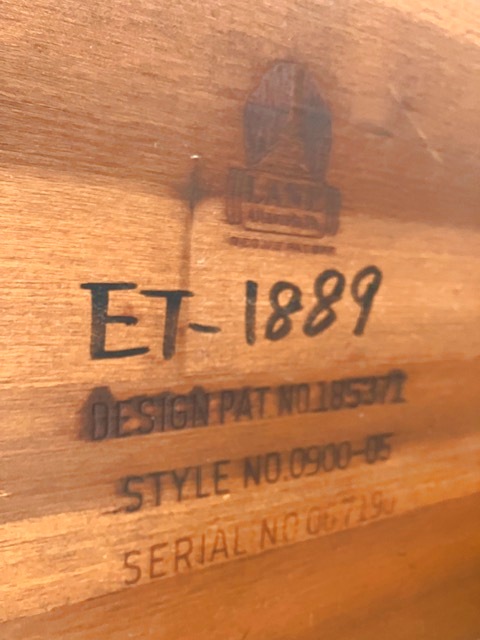 LANE
ET-1889
DESIGN PAT NO.185371
STYLE NO.0900-05
SERIAL NO